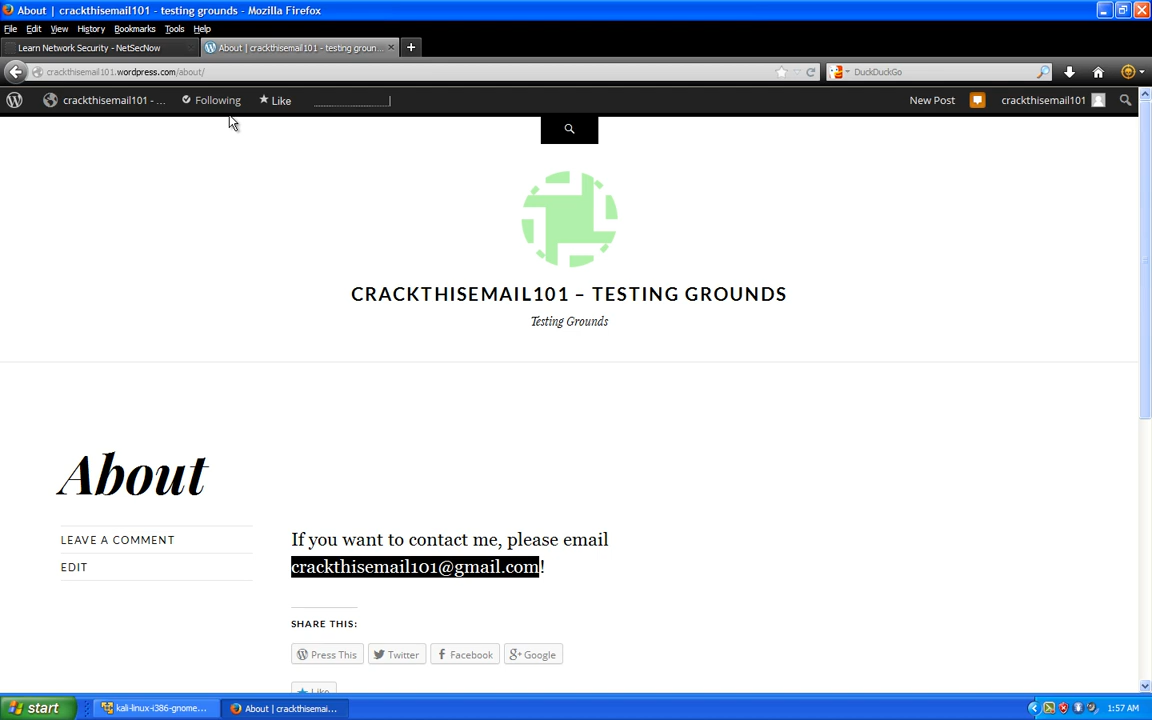 About | crackthisemail101 - testing grounds - Mozilla Firefox
File Edit View History Bookmarks Tools Help
Learn Network Security - NetSecNow
About | crackthisemail101 - testing groun...
crackthisemail101.wordpress.com/about/
DuckDuckGo
crackthisemail101 - ... Following Like New Post crackthisemail101
CRACKTHISEMAIL101 – TESTING GROUNDS
Testing Grounds
About
LEAVE A COMMENT
EDIT
If you want to contact me, please email
crackthisemail101@gmail.com!
SHARE THIS:
Press This Twitter Facebook Google
Like
start kali-linux-i386-gnome... About | crackthisemai... 1:57 AM